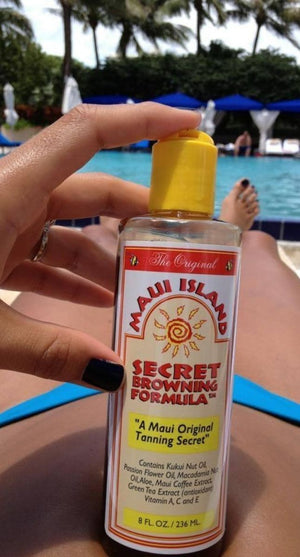 The Original
MAUI ISLAND
SECRET
BROWNING
FORMULA™
"A Maui Original
Tanning Secret"
Contains Kukui Nut Oil,
Passion Flower Oil, Macadamia Nut
Oil, Aloe, Maui Coffee Extract,
Green Tea Extract (antioxidant)
Vitamin A, C and E
8 FL. OZ. / 236 ML.